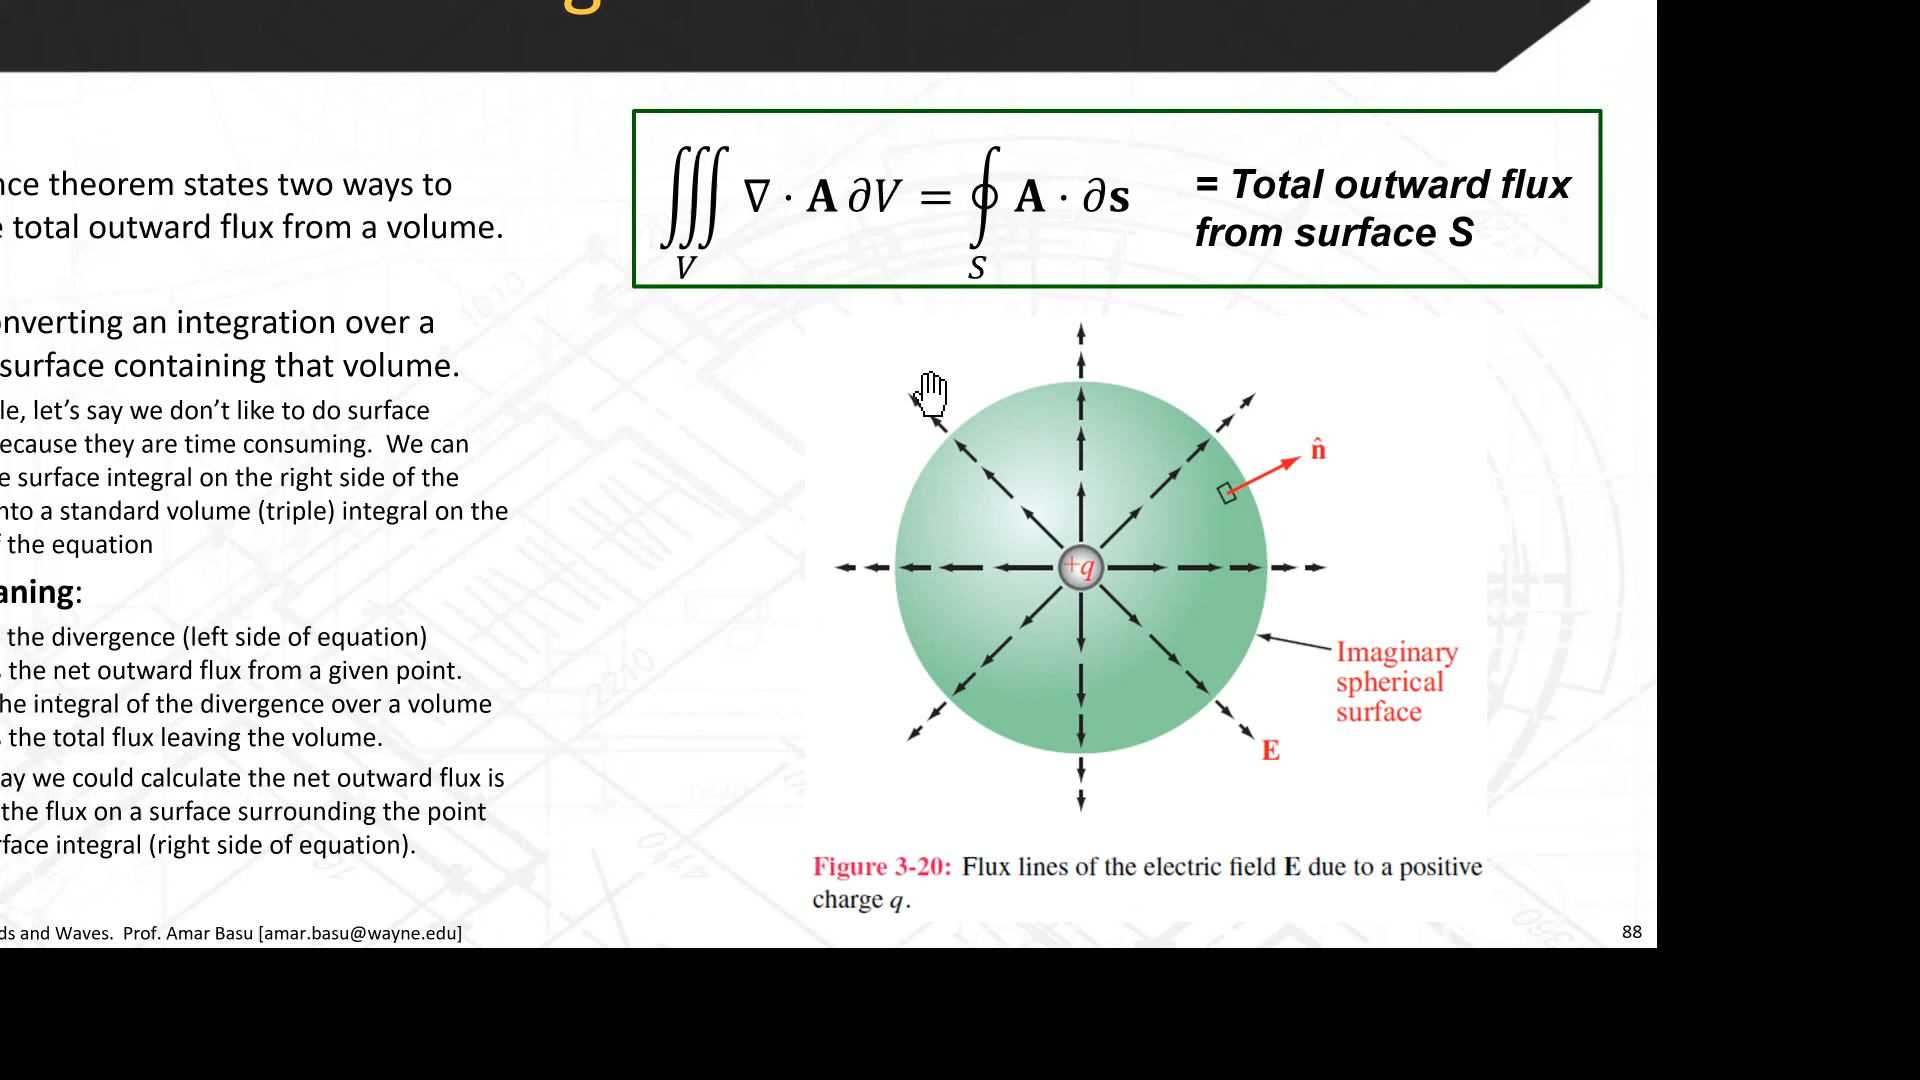 g
nce theorem states two ways to
e total outward flux from a volume.
onverting an integration over a
surface containing that volume.
le, let’s say we don’t like to do surface
ecause they are time consuming. We can
e surface integral on the right side of the
nto a standard volume (triple) integral on the
f the equation
aning:
the divergence (left side of equation)
s the net outward flux from a given point.
he integral of the divergence over a volume
s the total flux leaving the volume.
ay we could calculate the net outward flux is
the flux on a surface surrounding the point
rface integral (right side of equation).
∭_V ∇ · A ∂V = ∮_S A · ∂s
= Total outward flux
from surface S
n̂
+q
Imaginary
spherical
surface
E
Figure 3-20: Flux lines of the electric field E due to a positive
charge q.
ds and Waves. Prof. Amar Basu [amar.basu@wayne.edu]
88